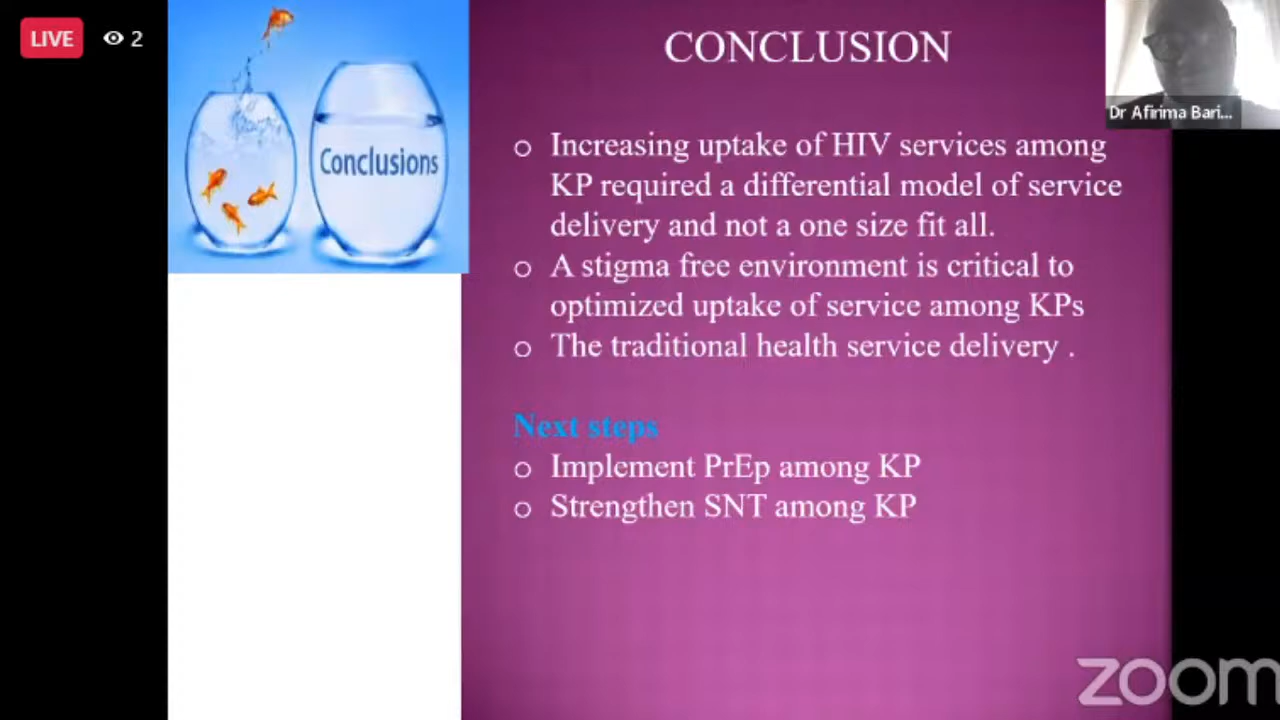 LIVE
2
CONCLUSION
Dr Afirima Bari...
Conclusions
o Increasing uptake of HIV services among
KP required a differential model of service
delivery and not a one size fit all.
o A stigma free environment is critical to
optimized uptake of service among KPs
o The traditional health service delivery .
Next steps
o Implement PrEp among KP
o Strengthen SNT among KP
zoom